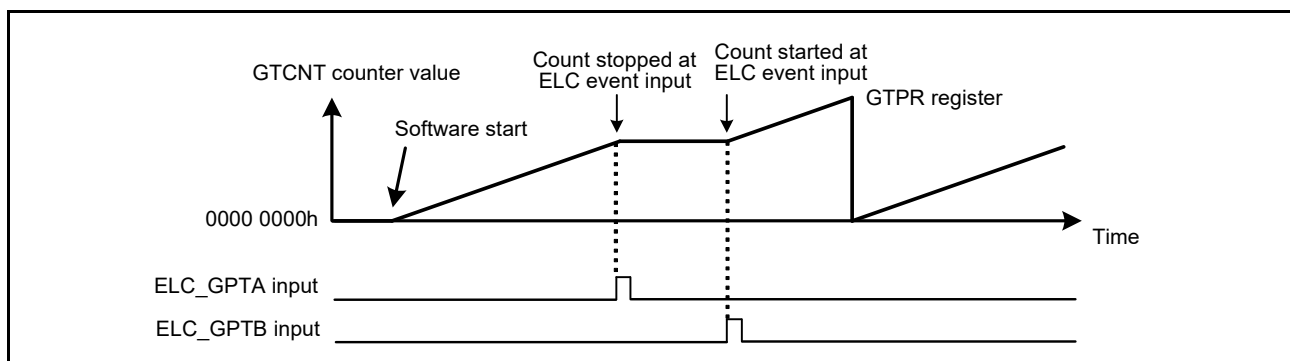 GTCNT counter value
Count stopped at
ELC event input
Count started at
ELC event input
GTPR register
Software start
0000 0000h
Time
ELC_GPTA input
ELC_GPTB input